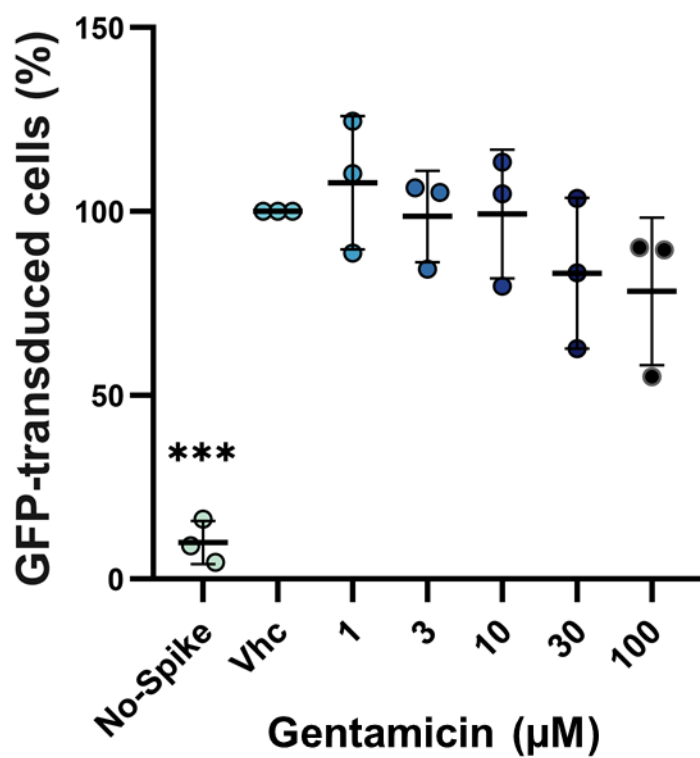 GFP-transduced cells (%)
150
100
50
0
***
No-Spike
Vhc
1
3
10
30
100
Gentamicin (µM)